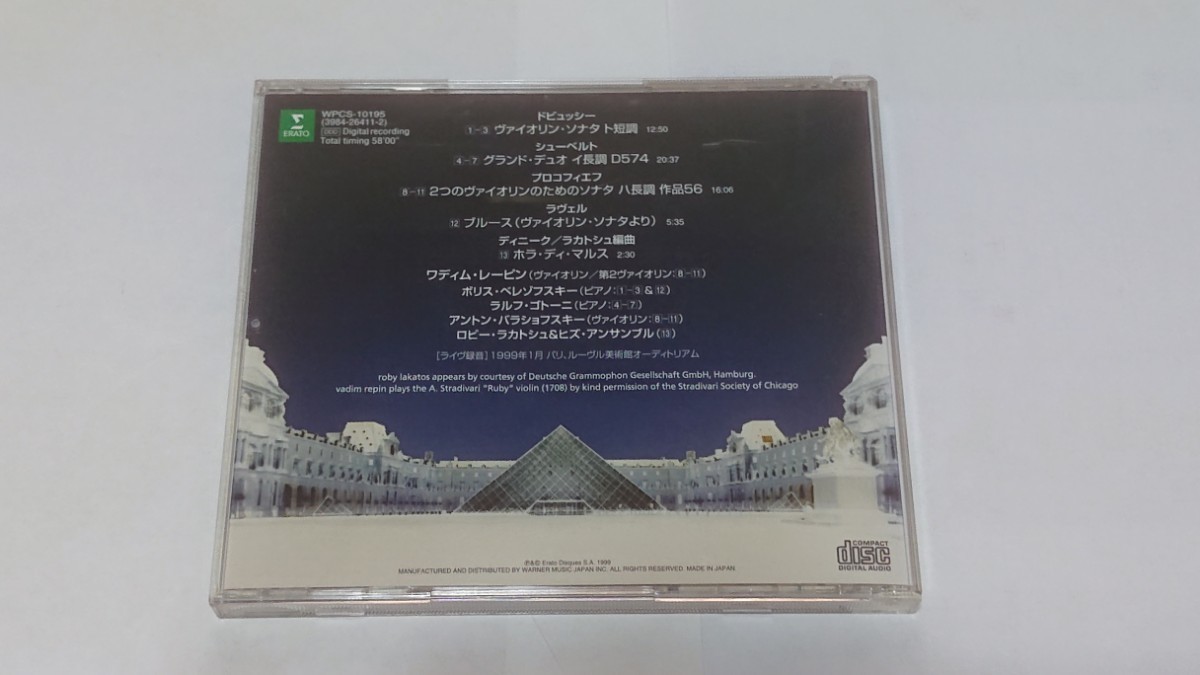 ERATO
WPCS-10195
(3984-26411-2)
DDD Digital recording
Total timing 58'00"
ドビュッシー
1-3 ヴァイオリン・ソナタ ト短調 12:50
シューベルト
4-7 グランド・デュオ イ長調 D574 20:37
プロコフィエフ
8-11 2つのヴァイオリンのためのソナタ ハ長調 作品56 16:06
ラヴェル
12 ブルース(ヴァイオリン・ソナタより) 5:35
ディニーク/ラカトシュ編曲
13 ホラ・ディ・マルス 2:30
ワディム・レーピン(ヴァイオリン/第2ヴァイオリン:8-11)
ボリス・ベレゾフスキー(ピアノ:1-3 & 12)
ラルフ・ゴトーニ(ピアノ:4-7)
アントン・バラショフスキー(ヴァイオリン:8-11)
ロビー・ラカトシュ&ヒズ・アンサンブル(13)
[ライヴ録音] 1999年1月 パリ、ルーヴル美術館オーディトリアム
roby lakatos appears by courtesy of Deutsche Grammophon Gesellschaft GmbH, Hamburg.
vadim repin plays the A. Stradivari "Ruby" violin (1708) by kind permission of the Stradivari Society of Chicago
℗&© Erato Disques S.A. 1999
MANUFACTURED AND DISTRIBUTED BY WARNER MUSIC JAPAN INC. ALL RIGHTS RESERVED. MADE IN JAPAN.
COMPACT
disc
DIGITAL AUDIO